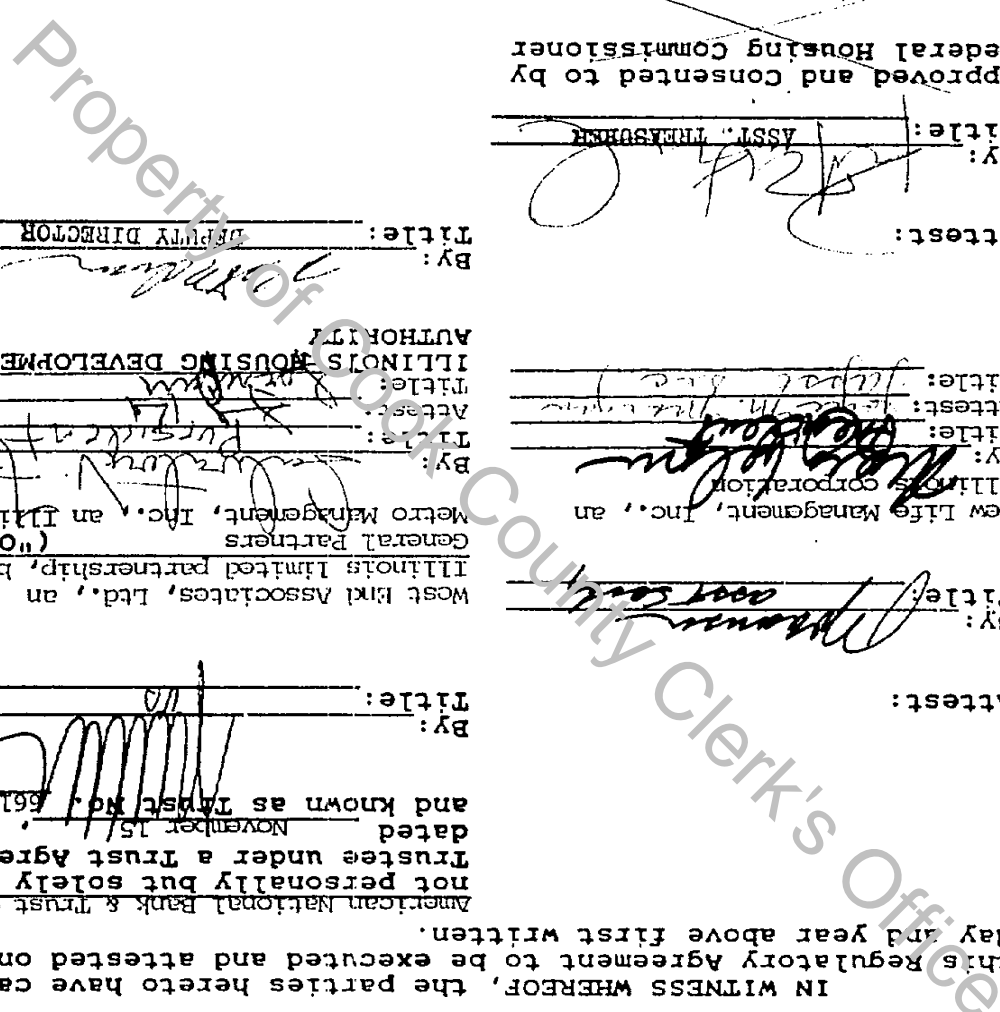 IN WITNESS WHEREOF, the parties hereto have ca
this Regulatory Agreement to be executed and attested on
day and year above first written.
American National Bank & Trust
not personally but solely
Trustee under a Trust Agre
dated November 15,
and known as Trust No. 661
By:
Title:
Attest:
By:
Title: asst sect
West End Associates, Ltd., an
Illinois limited partnership, b
General Partners ("O
Metro Management, Inc., an Illi
By:
Title: President
Attest:
Title:
New Life Management, Inc., an
Illinois corporation
By:
Title: President
Attest:
Title:
ILLINOIS HOUSING DEVELOPME
AUTHORITY
By:
Title: DEPUTY DIRECTOR
Attest:
By:
Title: ASST. TREASURER
Approved and Consented to by
Federal Housing Commissioner
Property of Cook County Clerk's Office